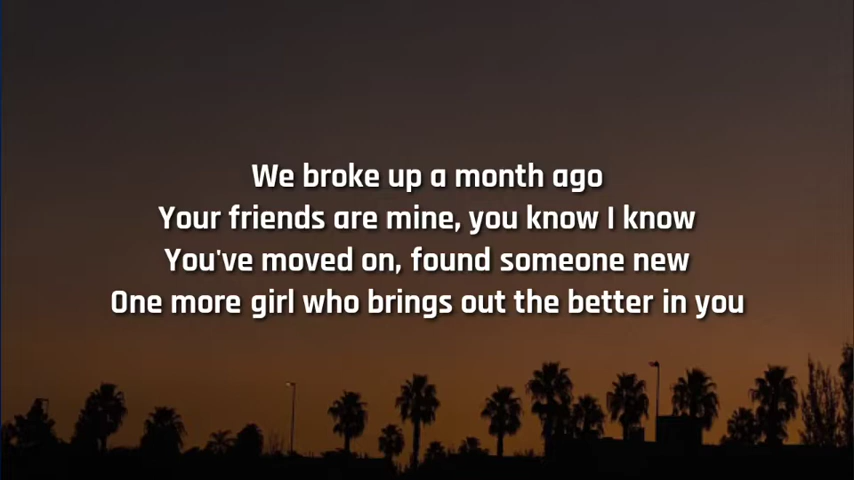 We broke up a month ago
Your friends are mine, you know I know
You've moved on, found someone new
One more girl who brings out the better in you